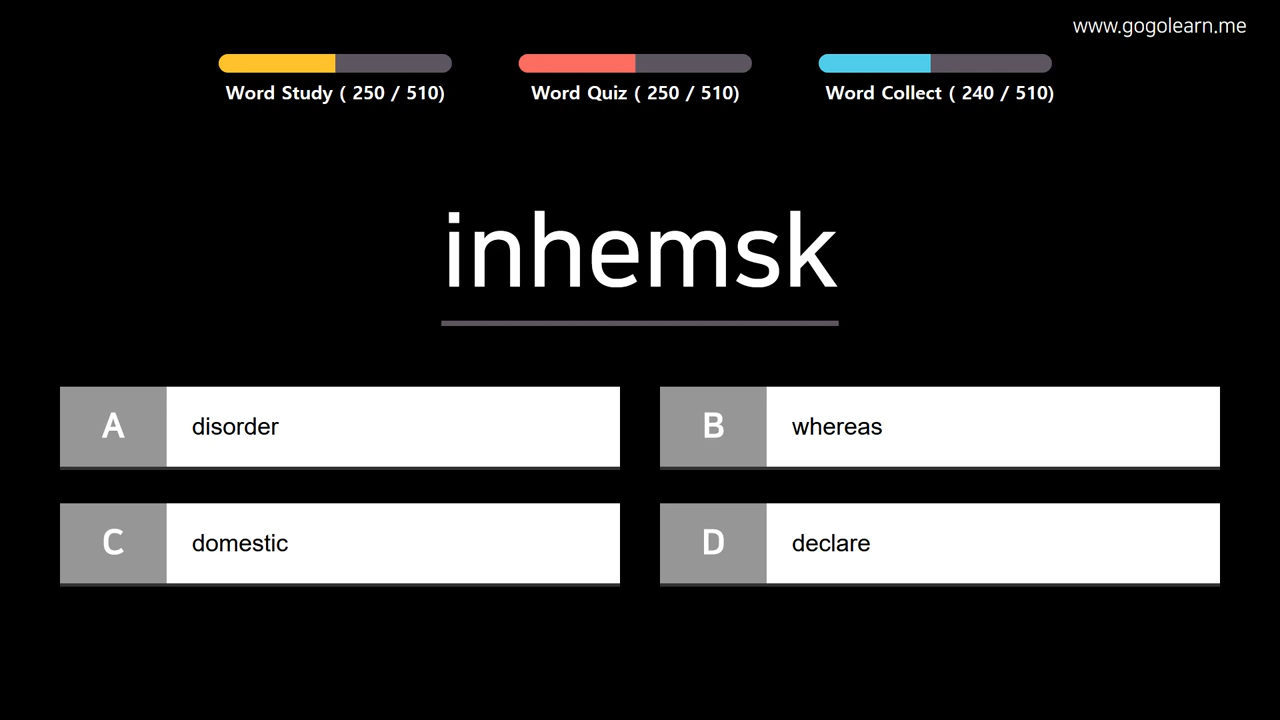 www.gogolearn.me
Word Study ( 250 / 510)
Word Quiz ( 250 / 510)
Word Collect ( 240 / 510)
inhemsk
A disorder
B whereas
C domestic
D declare